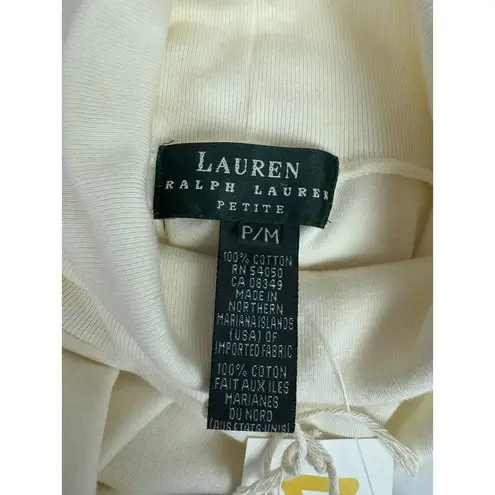 LAUREN
RALPH LAUREN
PETITE
P/M
100% COTTON
RN 54050
CA 08349
MADE IN
NORTHERN
MARIANA ISLANDS
(USA) OF
IMPORTED FABRIC
100% COTON
FAIT AUX ILES
MARIANES
DU NORD
(AUS ETATS-UNIS)